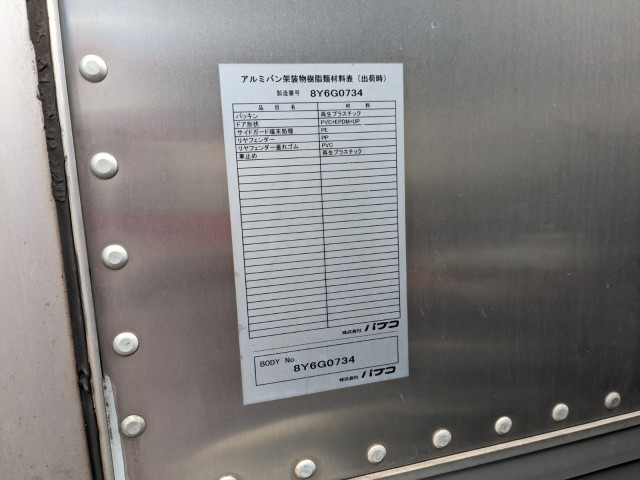 アルミバン架装物樹脂類材料表（出荷時）
製造番号 8Y6G0734
品目名 材料
パッキン 再生プラスチック
ドア形状 PVC+EPDM+UP
サイドガード端末処理 PE
リヤフェンダー PP
リヤフェンダー垂れゴム PVC
車止め 再生プラスチック
株式会社 パブコ
BODY No. 8Y6G0734
株式会社 パブコ